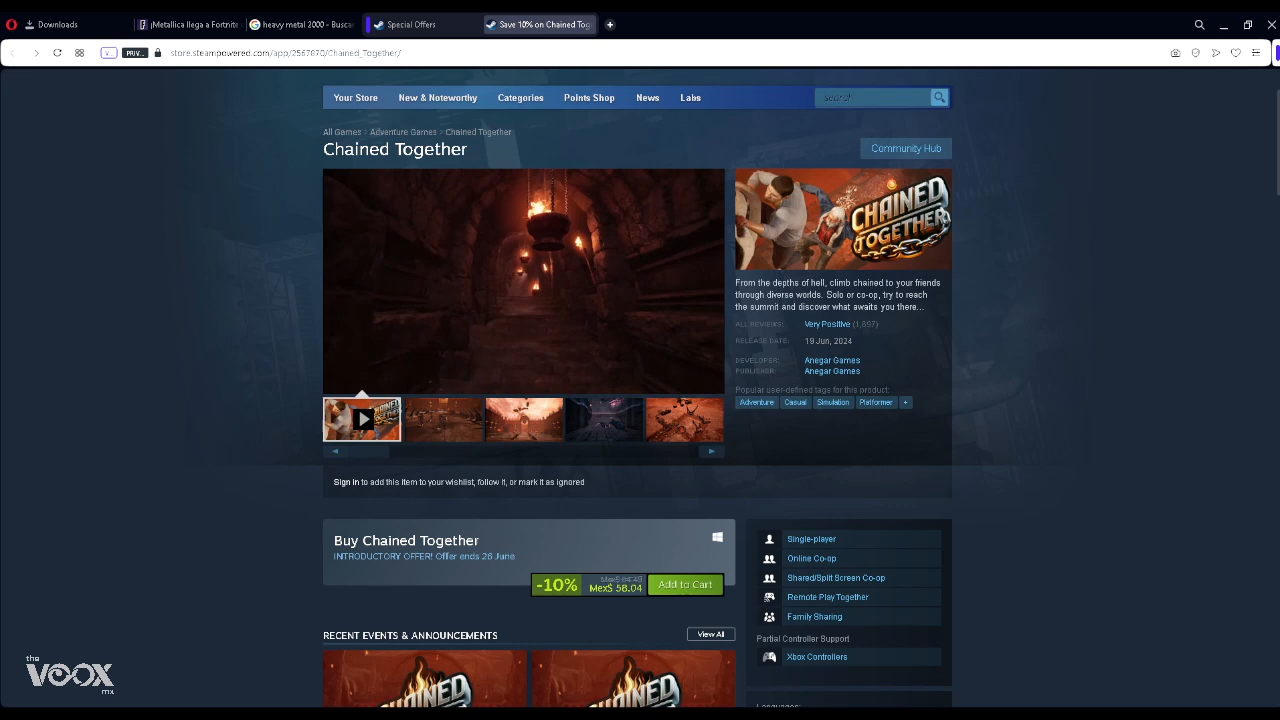 Downloads
¡Metallica llega a Fortnite
heavy metal 2000 - Buscar
Special Offers
Save 10% on Chained Tog
V...
PRIV...
store.steampowered.com/app/2567870/Chained_Together/
Your Store
New & Noteworthy
Categories
Points Shop
News
Labs
search
All Games > Adventure Games > Chained Together
Chained Together
Community Hub
CHAINED
TOGETHER
From the depths of hell, climb chained to your friends
through diverse worlds. Solo or co-op, try to reach
the summit and discover what awaits you there...
ALL REVIEWS:
Very Positive (1,697)
RELEASE DATE:
19 Jun, 2024
DEVELOPER:
Anegar Games
PUBLISHER:
Anegar Games
Popular user-defined tags for this product:
Adventure
Casual
Simulation
Platformer
+
Sign in to add this item to your wishlist, follow it, or mark it as ignored
Buy Chained Together
INTRODUCTORY OFFER! Offer ends 26 June
-10%
Mex$ 64.49
Mex$ 58.04
Add to Cart
Single-player
Online Co-op
Shared/Split Screen Co-op
Remote Play Together
Family Sharing
Partial Controller Support
Xbox Controllers
RECENT EVENTS & ANNOUNCEMENTS
View All
CHAINED
CHAINED
Languages:
the
VOOX
mx